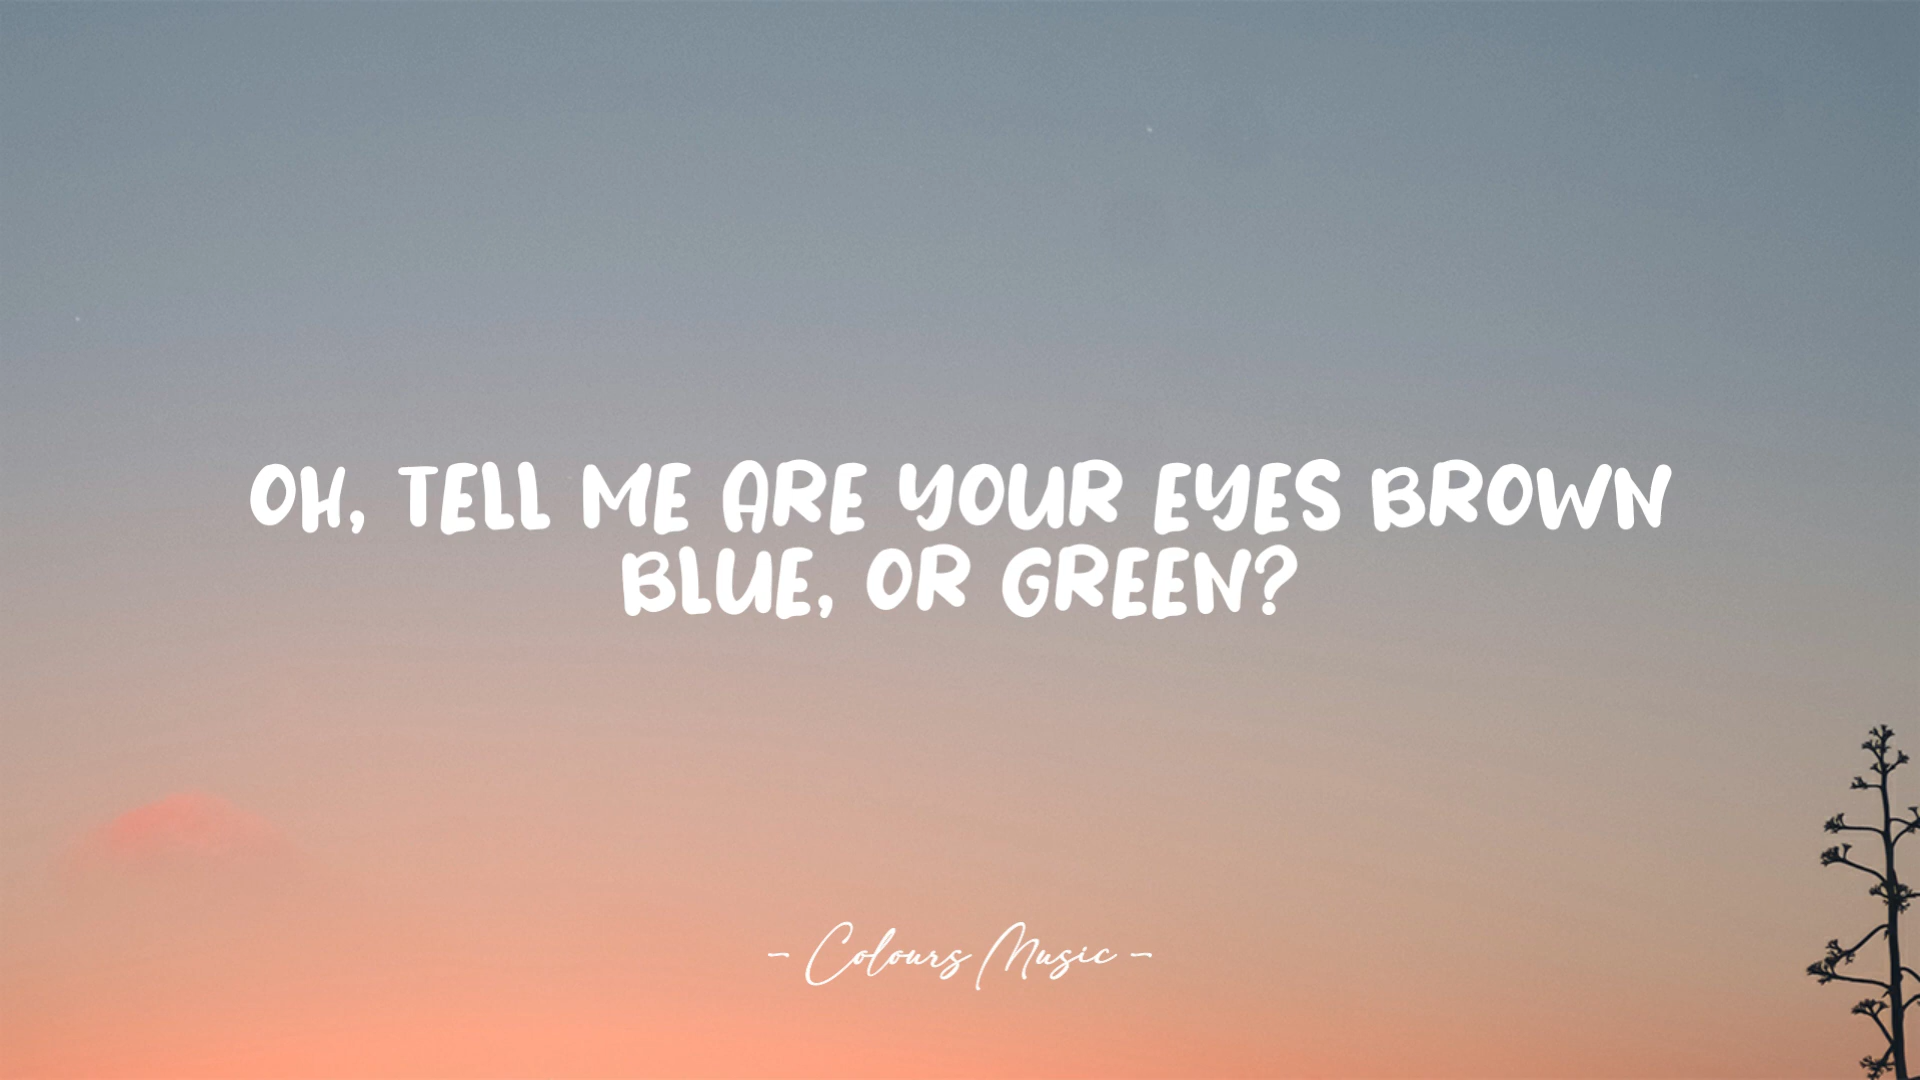 OH, TELL ME ARE YOUR EYES BROWN
BLUE, OR GREEN?
- Colours Music -